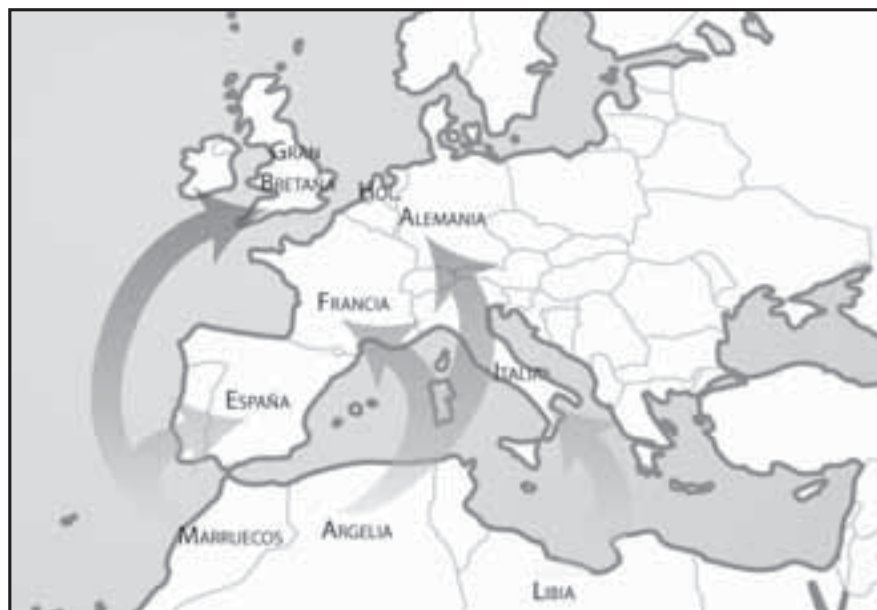 GRAN
BRETAÑA
HOL.
ALEMANIA
FRANCIA
ITALIA
ESPAÑA
MARRUECOS
ARGELIA
LIBIA